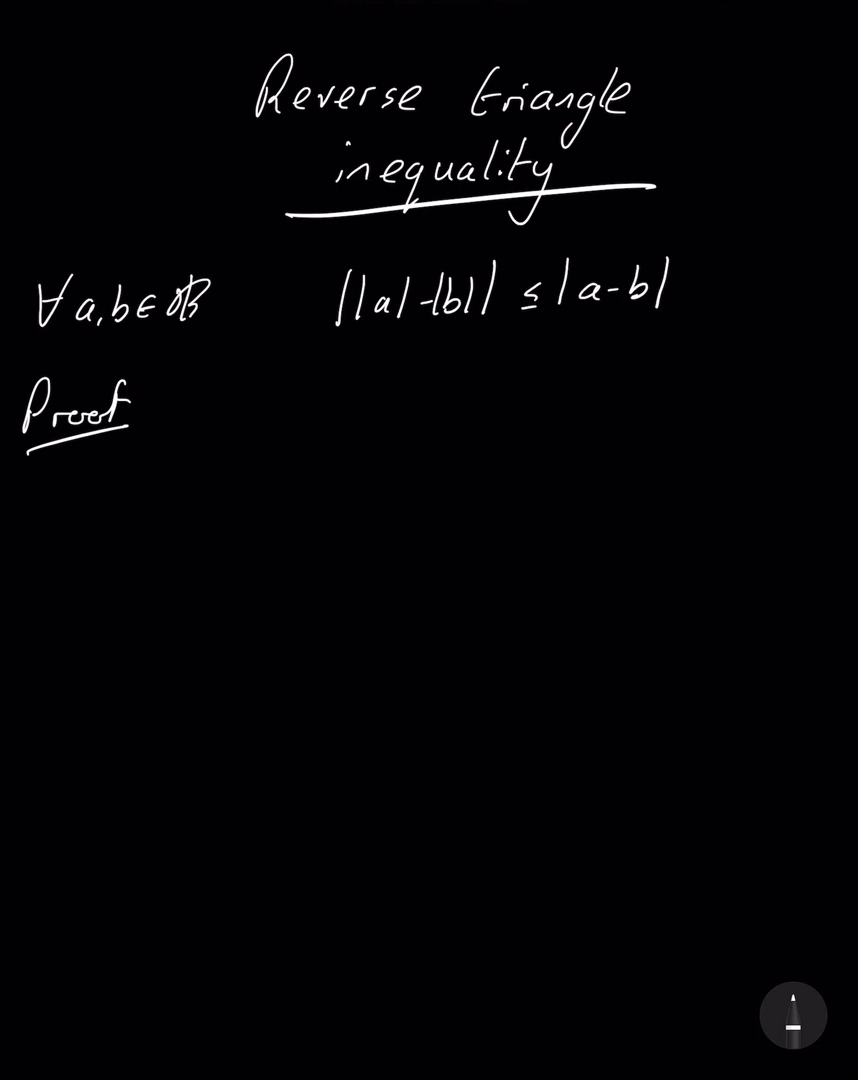 Reverse triangle
inequality
∀ a,b ∈ ℝ ||a|-|b|| ≤ |a-b|
Proof